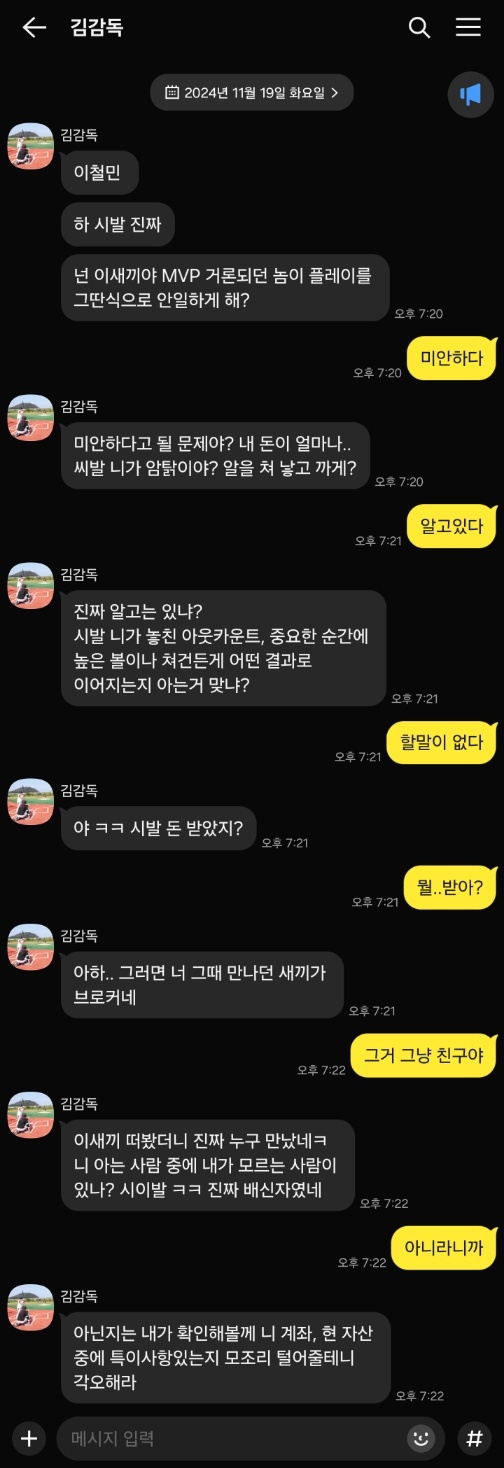 김감독
2024년 11월 19일 화요일
김감독
이철민
하 시발 진짜
넌 이새끼야 MVP 거론되던 놈이 플레이를
그딴식으로 안일하게 해?
오후 7:20
미안하다
오후 7:20
김감독
미안하다고 될 문제야? 내 돈이 얼마나..
씨발 니가 암탉이야? 알을 쳐 낳고 까게?
오후 7:20
알고있다
오후 7:21
김감독
진짜 알고는 있냐?
시발 니가 놓친 아웃카운트, 중요한 순간에
높은 볼이나 쳐건든게 어떤 결과로
이어지는지 아는거 맞냐?
오후 7:21
할말이 없다
오후 7:21
김감독
야 ㅋㅋ 시발 돈 받았지?
오후 7:21
뭘..받아?
오후 7:21
김감독
아하.. 그러면 너 그때 만나던 새끼가
브로커네
오후 7:21
그거 그냥 친구야
오후 7:22
김감독
이새끼 떠봤더니 진짜 누구 만났네ㅋ
니 아는 사람 중에 내가 모르는 사람이
있나? 시이발 ㅋㅋ 진짜 배신자였네
오후 7:22
아니라니까
오후 7:22
김감독
아닌지는 내가 확인해볼께 니 계좌, 현 자산
중에 특이사항있는지 모조리 털어줄테니
각오해라
오후 7:22
메시지 입력
#